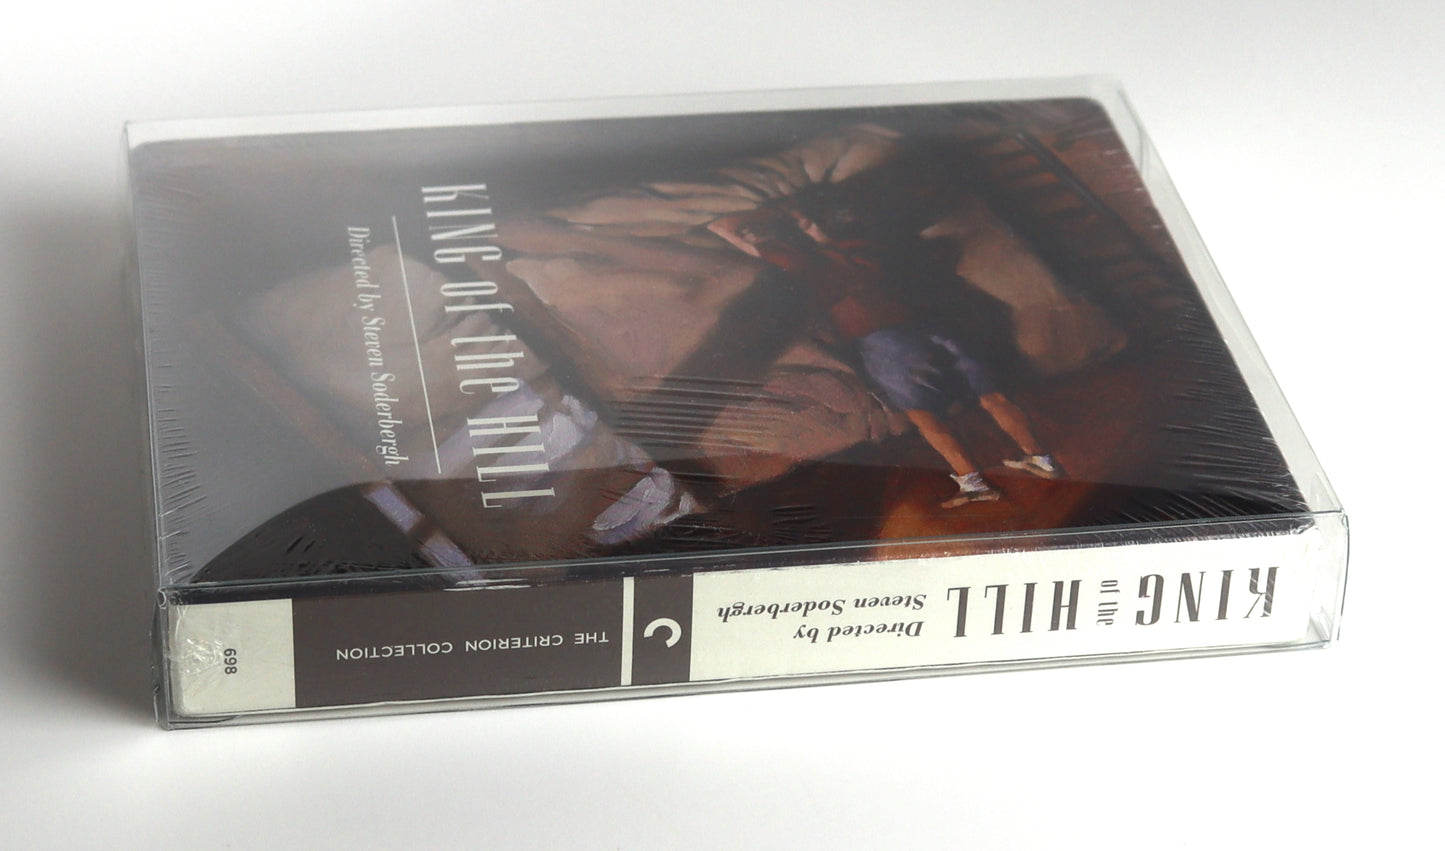 KING of the HILL
Directed by Steven Soderbergh
KING
of the
HILL
Directed by
Steven Soderbergh
C
THE CRITERION COLLECTION
698